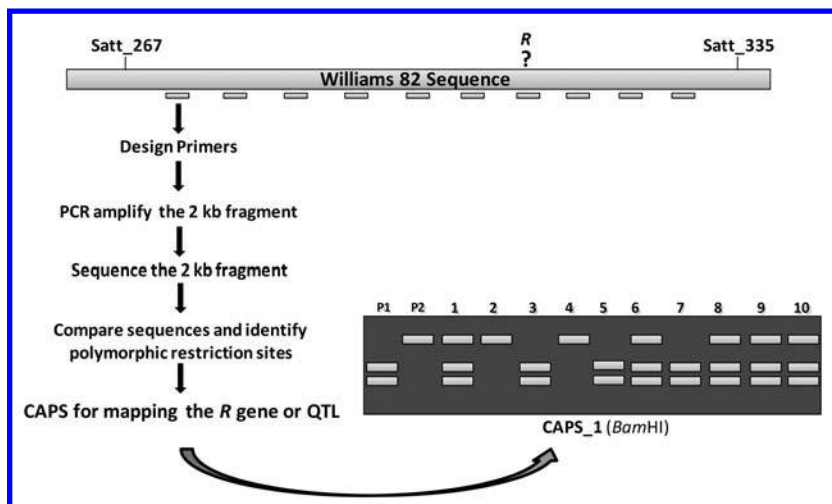 R
Satt_267 ? Satt_335
Williams 82 Sequence
Design Primers
PCR amplify the 2 kb fragment
Sequence the 2 kb fragment
Compare sequences and identify
polymorphic restriction sites
CAPS for mapping the R gene or QTL
P1 P2 1 2 3 4 5 6 7 8 9 10
CAPS_1 (BamHI)